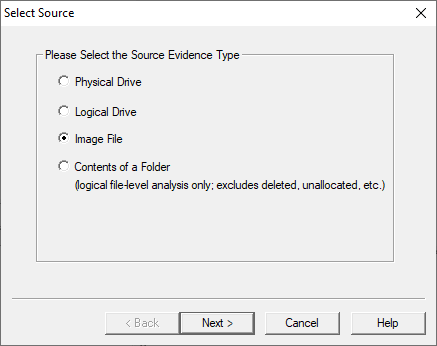 Select Source
Please Select the Source Evidence Type
Physical Drive
Logical Drive
Image File
Contents of a Folder
(logical file-level analysis only; excludes deleted, unallocated, etc.)
< Back Next > Cancel Help